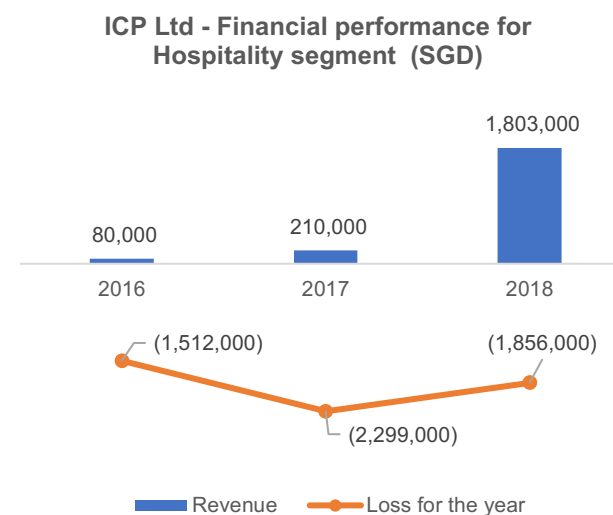 ICP Ltd - Financial performance for
Hospitality segment (SGD)
1,803,000
210,000
80,000
2016 2017 2018
(1,512,000)
(1,856,000)
(2,299,000)
Revenue Loss for the year